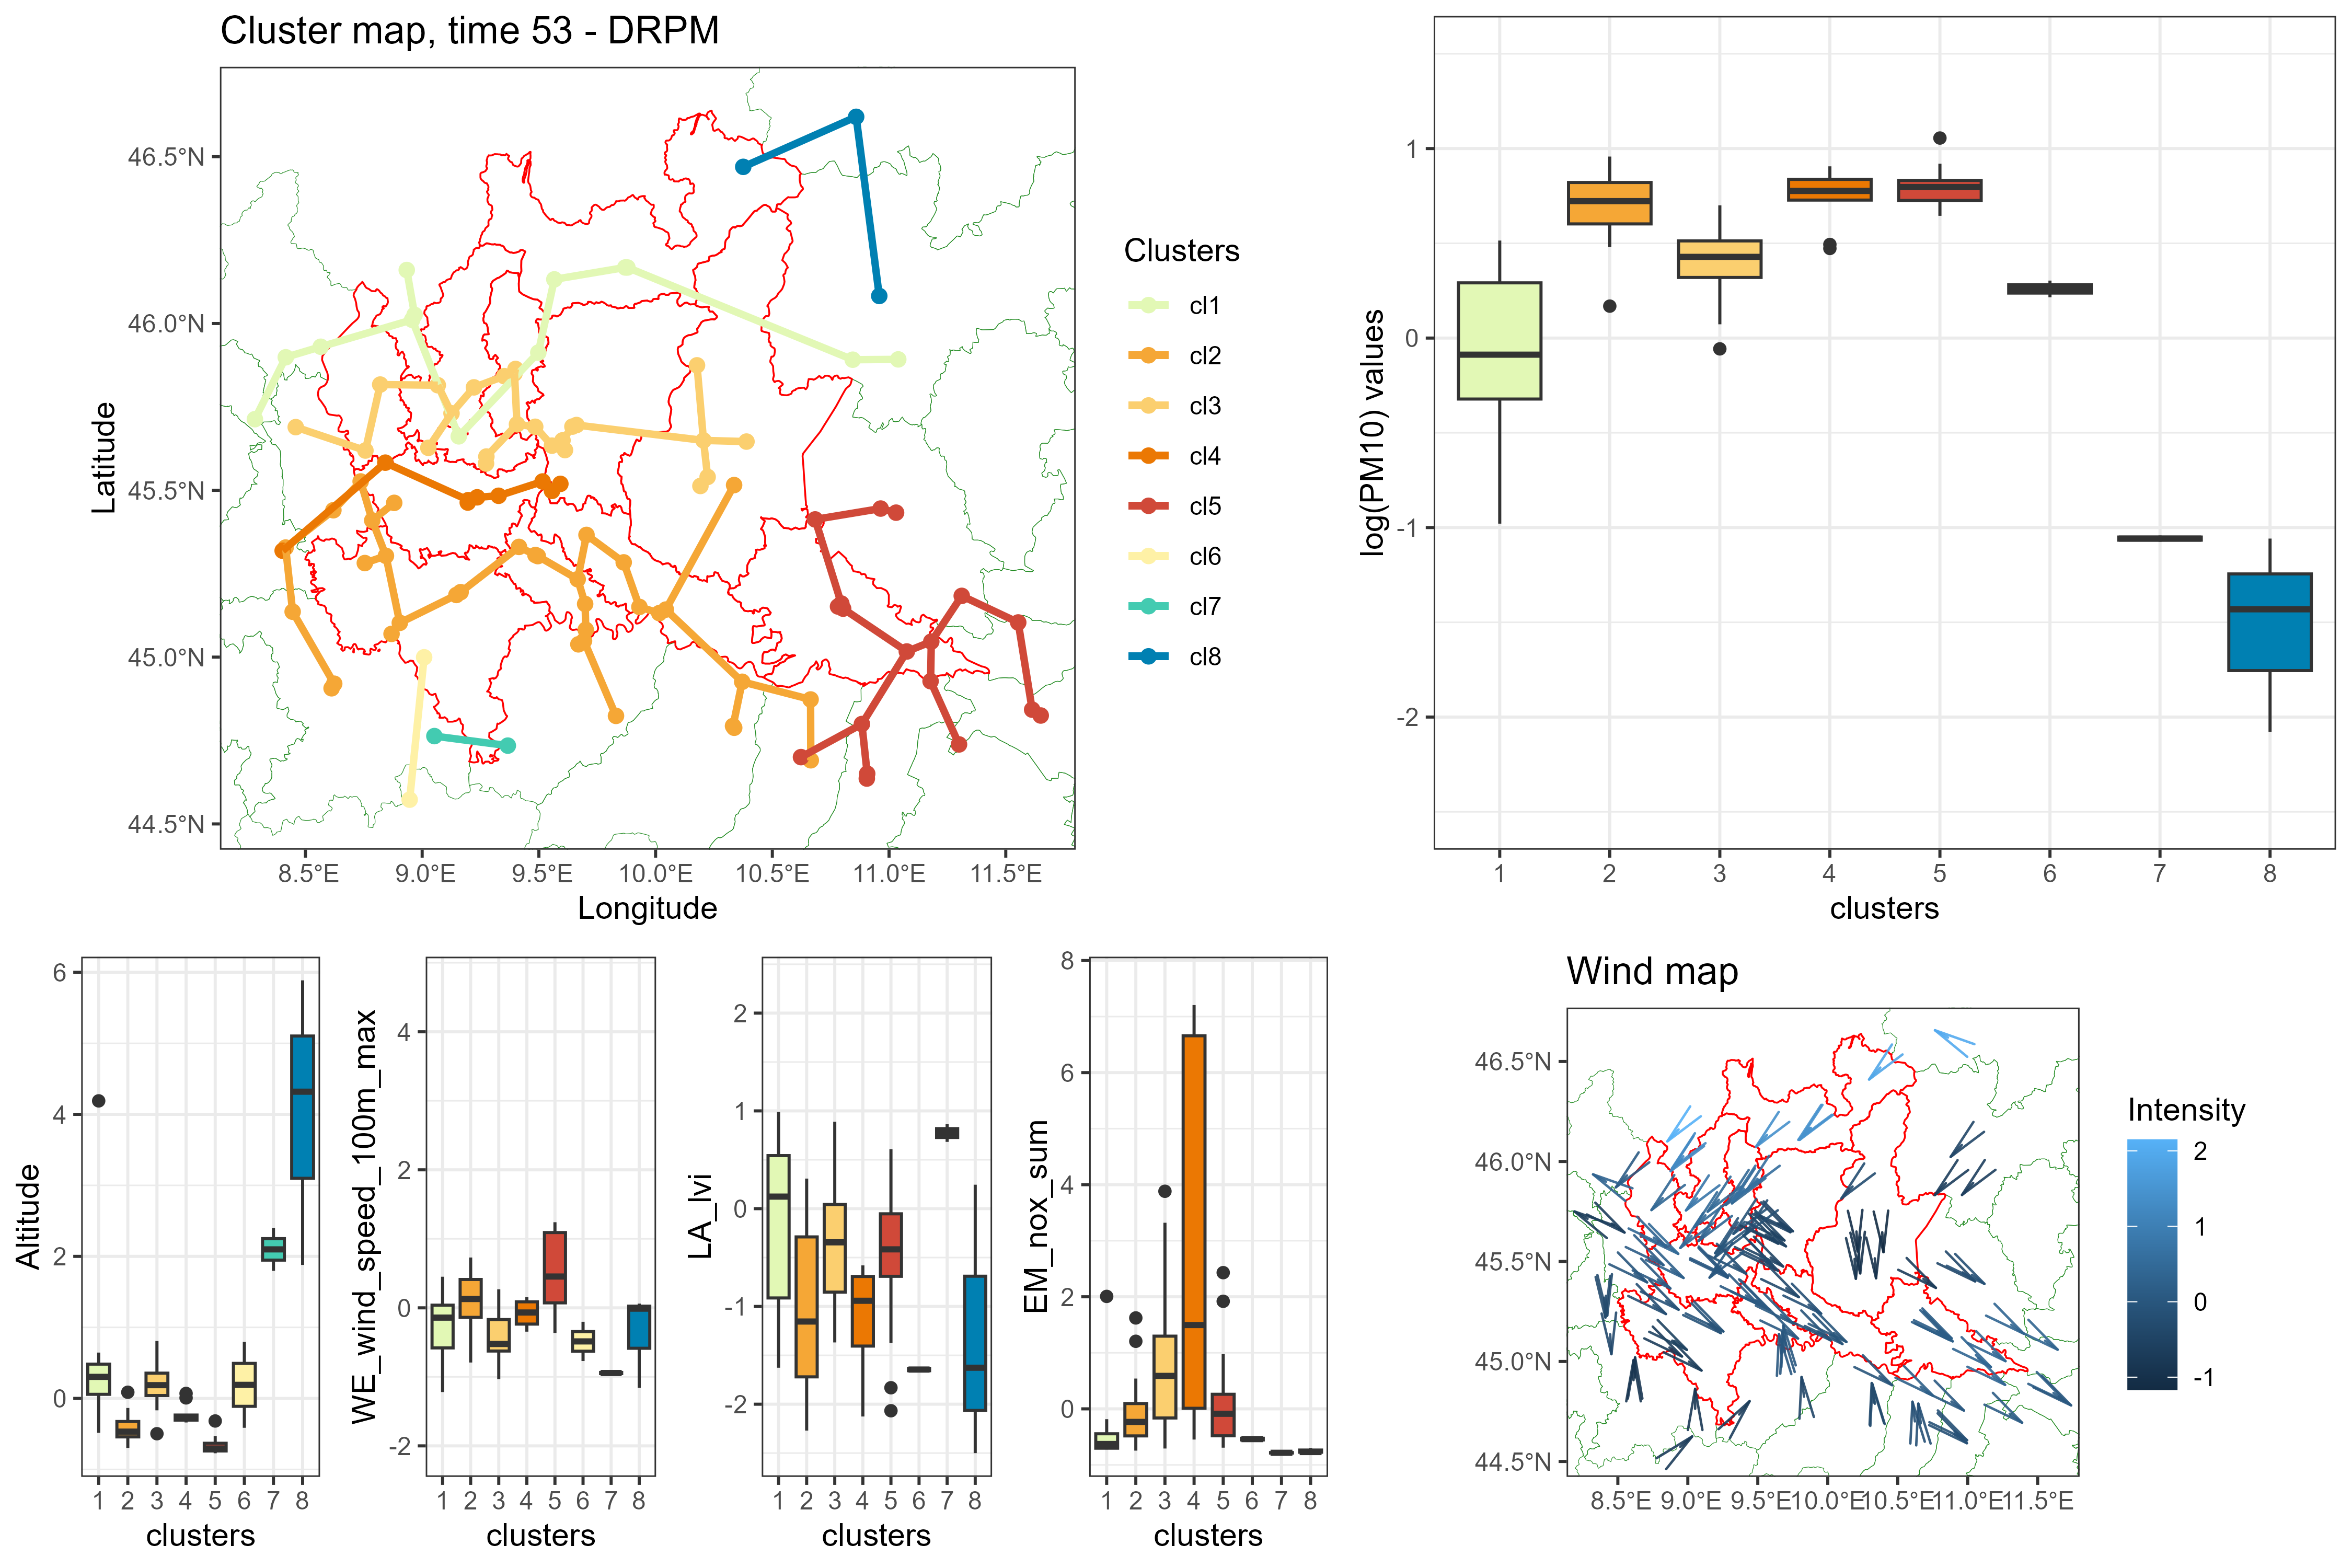 Cluster map, time 53 - DRPM
46.5°N
46.0°N
45.5°N
45.0°N
44.5°N
Latitude
8.5°E 9.0°E 9.5°E 10.0°E 10.5°E 11.0°E 11.5°E
Longitude
Clusters
cl1
cl2
cl3
cl4
cl5
cl6
cl7
cl8
log(PM10) values
1
0
-1
-2
1 2 3 4 5 6 7 8
clusters
Altitude
6
4
2
0
1 2 3 4 5 6 7 8
clusters
WE_wind_speed_100m_max
4
2
0
-2
1 2 3 4 5 6 7 8
clusters
LA_lvi
2
1
0
-1
-2
1 2 3 4 5 6 7 8
clusters
EM_nox_sum
8
6
4
2
0
1 2 3 4 5 6 7 8
clusters
Wind map
46.5°N
46.0°N
45.5°N
45.0°N
44.5°N
8.5°E 9.0°E 9.5°E 10.0°E 10.5°E 11.0°E 11.5°E
Intensity
2
1
0
-1